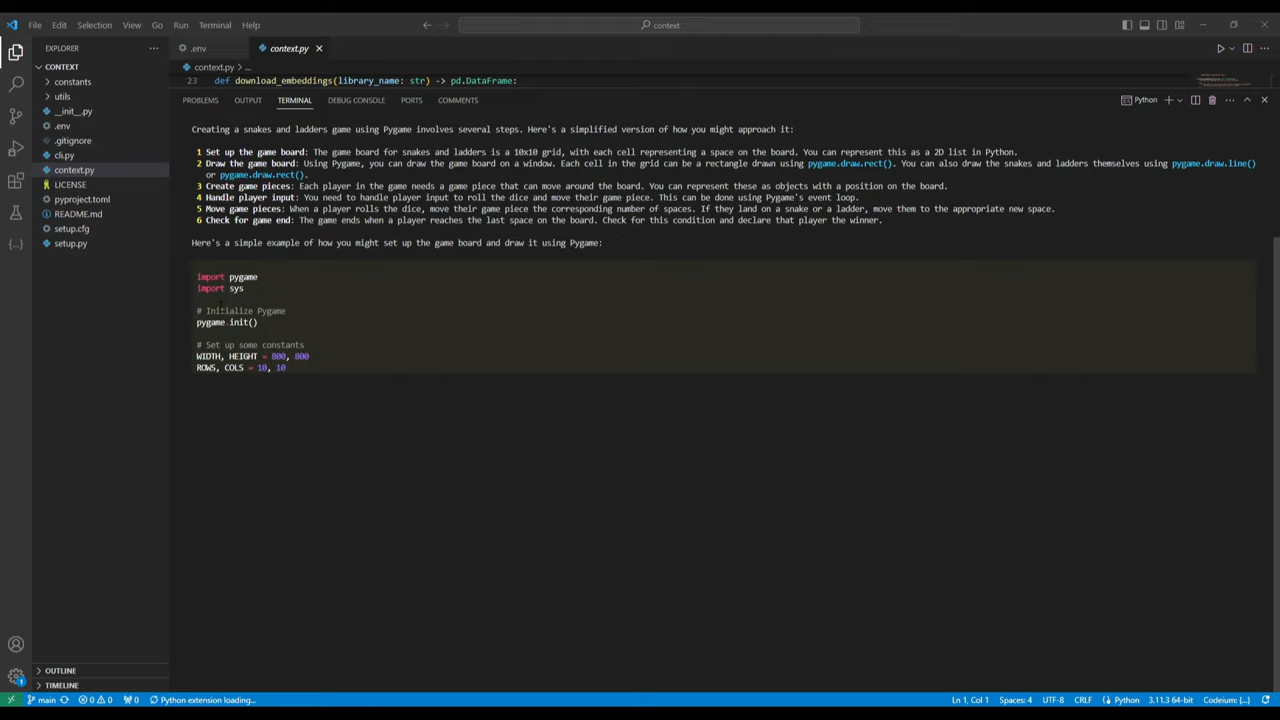 File Edit Selection View Go Run Terminal Help
context
EXPLORER
CONTEXT
constants
utils
__init__.py
.env
.gitignore
cli.py
context.py
LICENSE
pyproject.toml
README.md
setup.cfg
setup.py
OUTLINE
TIMELINE
.env context.py
context.py > ...
23 def download_embeddings(library_name: str) -> pd.DataFrame:
PROBLEMS OUTPUT TERMINAL DEBUG CONSOLE PORTS COMMENTS
Python
Creating a snakes and ladders game using Pygame involves several steps. Here's a simplified version of how you might approach it:
1 Set up the game board: The game board for snakes and ladders is a 10x10 grid, with each cell representing a space on the board. You can represent this as a 2D list in Python.
2 Draw the game board: Using Pygame, you can draw the game board on a window. Each cell in the grid can be a rectangle drawn using pygame.draw.rect(). You can also draw the snakes and ladders themselves using pygame.draw.line()
or pygame.draw.rect().
3 Create game pieces: Each player in the game needs a game piece that can move around the board. You can represent these as objects with a position on the board.
4 Handle player input: You need to handle player input to roll the dice and move their game piece. This can be done using Pygame's event loop.
5 Move game pieces: When a player rolls the dice, move their game piece the corresponding number of spaces. If they land on a snake or a ladder, move them to the appropriate new space.
6 Check for game end: The game ends when a player reaches the last space on the board. Check for this condition and declare that player the winner.
Here's a simple example of how you might set up the game board and draw it using Pygame:
import pygame
import sys
# Initialize Pygame
pygame.init()
# Set up some constants
WIDTH, HEIGHT = 800, 800
ROWS, COLS = 10, 10
main 0 0 0 Python extension loading... Ln 1, Col 1 Spaces: 4 UTF-8 CRLF Python 3.11.3 64-bit Codeium: {...}